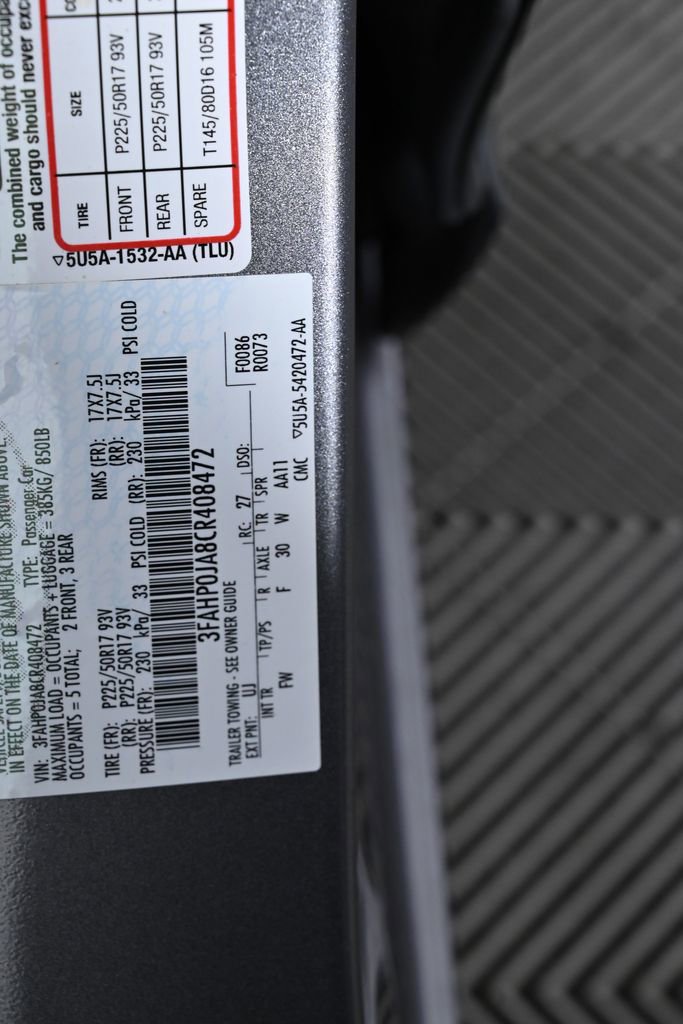 The combined weight of
and cargo should never
TIRE SIZE
FRONT P225/50R17 93V
REAR P225/50R17 93V
SPARE T145/80D16 105M
▽5U5A-1532-AA (TLU)
IN EFFECT ON THE DATE OF MANUFACTURE SHOWN ABOVE.
VIN: 3FAHP0JA8CR408472 TYPE: Passenger Car
MAXIMUM LOAD = OCCUPANTS + LUGGAGE = 385KG/ 850LB
OCCUPANTS = 5 TOTAL; 2 FRONT, 3 REAR
TIRE (FR): P225/50R17 93V RIMS (FR): 17X7.5J
(RR): P225/50R17 93V (RR): 17X7.5J
PRESSURE (FR): 230 kPa/ 33 PSI COLD (RR): 230 kPa/ 33 PSI COLD
3FAHP0JA8CR408472
TRAILER TOWING - SEE OWNER GUIDE
EXT PNT: UJ RC: 27 DSO: F0086
INT TR TP/PS R AXLE TR SPR R0073
FW F 30 W AA11
CMC ▽5U5A-5420472-AA